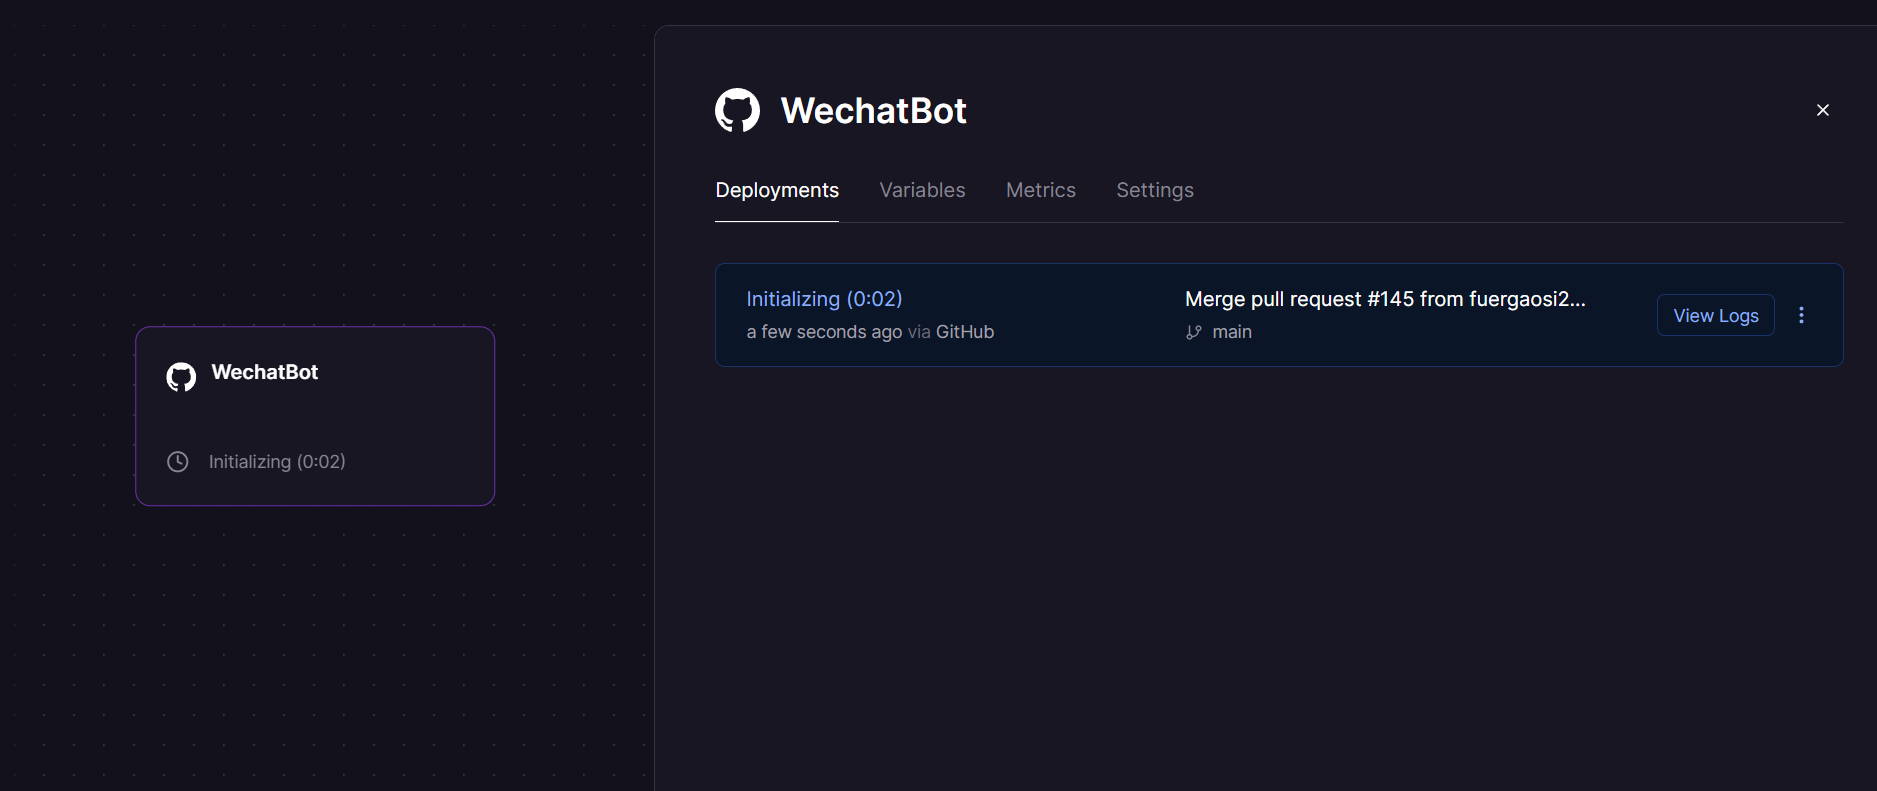 WechatBot
Initializing (0:02)
WechatBot
Deployments Variables Metrics Settings
Initializing (0:02)
a few seconds ago via GitHub
Merge pull request #145 from fuergaosi2...
main
View Logs